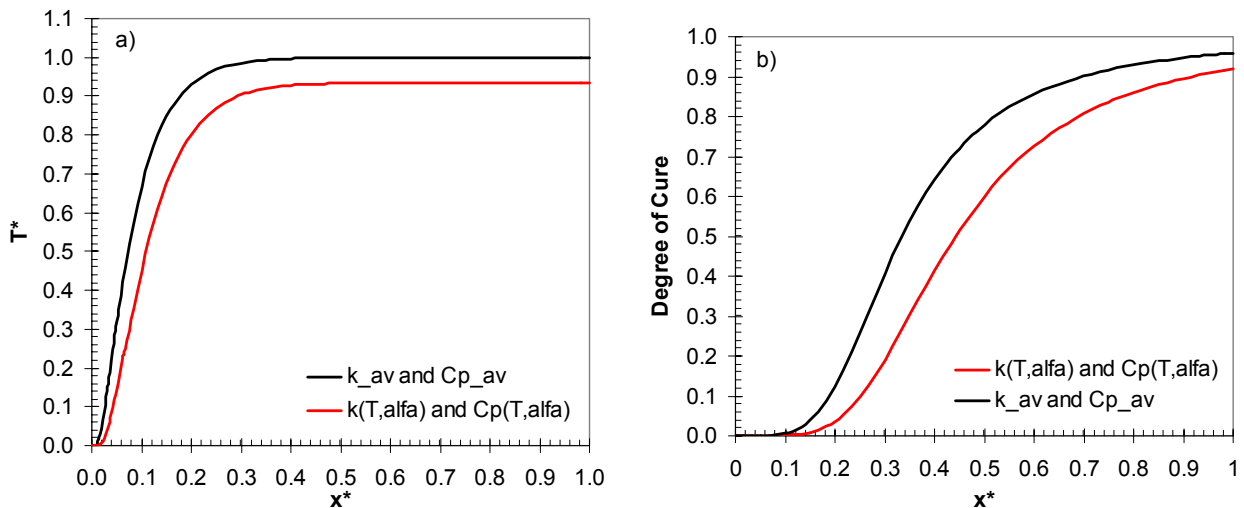 a)
1.1
1.0
0.9
0.8
0.7
0.6
0.5
0.4
0.3
0.2
0.1
0.0
T*
k_av and Cp_av
k(T,alfa) and Cp(T,alfa)
0.0 0.1 0.2 0.3 0.4 0.5 0.6 0.7 0.8 0.9 1.0
x*
b)
1.0
0.9
0.8
0.7
0.6
0.5
0.4
0.3
0.2
0.1
0.0
Degree of Cure
k(T,alfa) and Cp(T,alfa)
k_av and Cp_av
0 0.1 0.2 0.3 0.4 0.5 0.6 0.7 0.8 0.9 1
x*